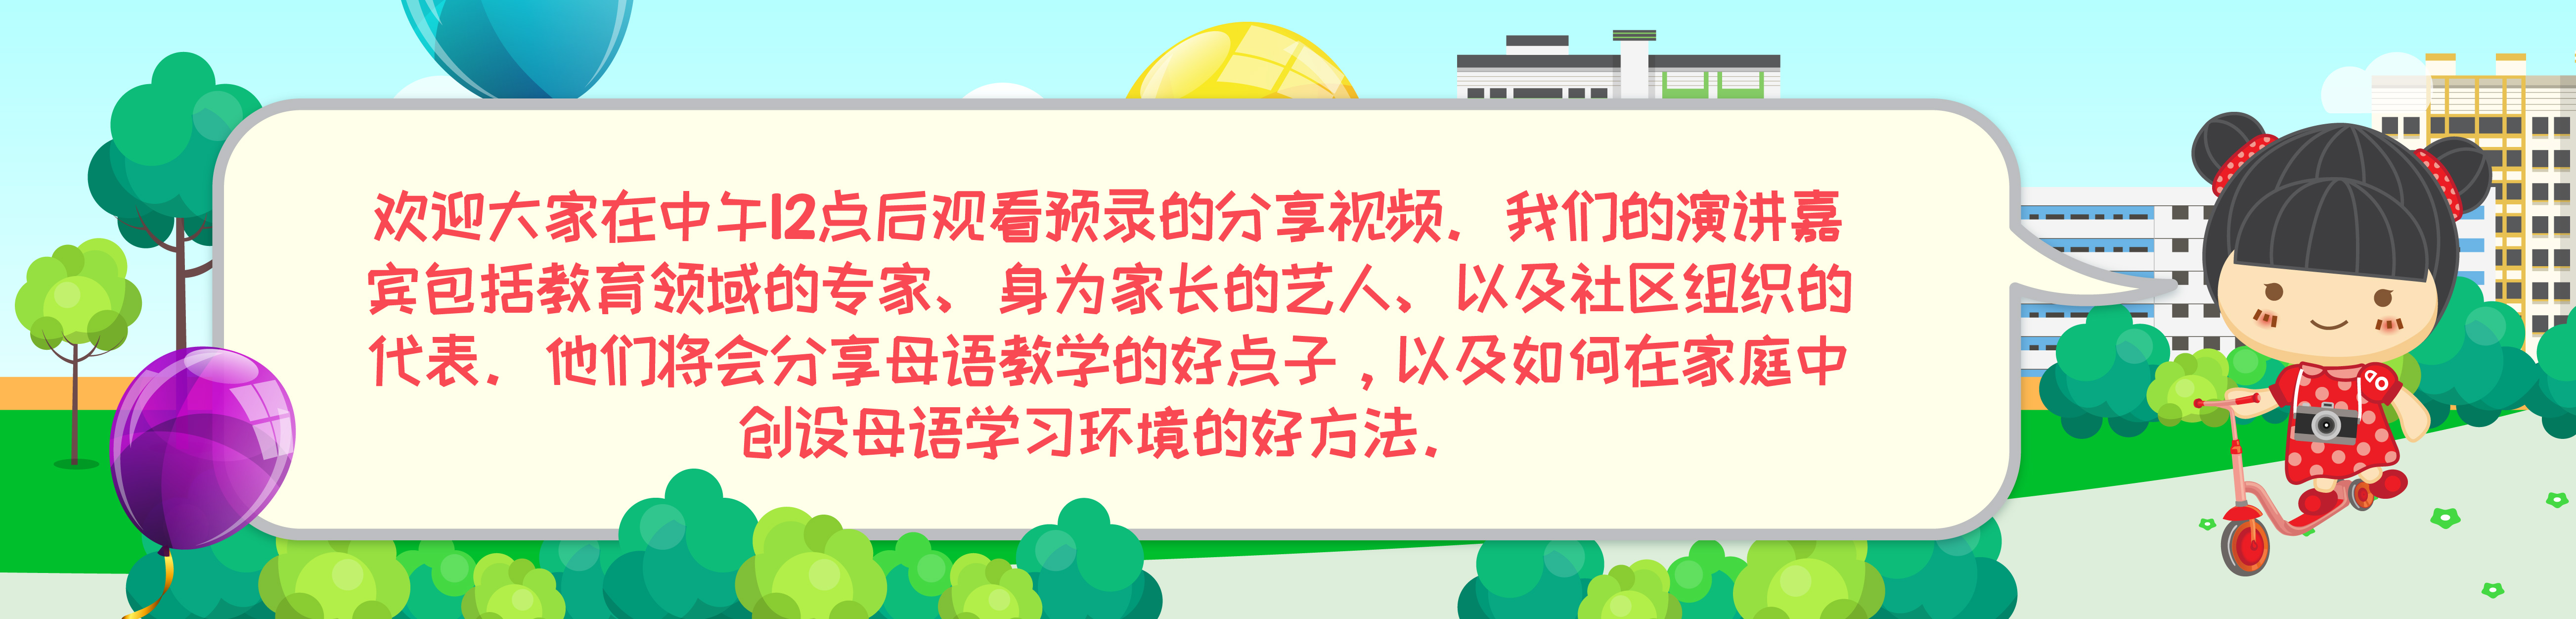 欢迎大家在中午12点后观看预录的分享视频. 我们的演讲嘉
宾包括教育领域的专家、身为家长的艺人、以及社区组织的
代表. 他们将会分享母语教学的好点子,以及如何在家庭中
创设母语学习环境的好方法.